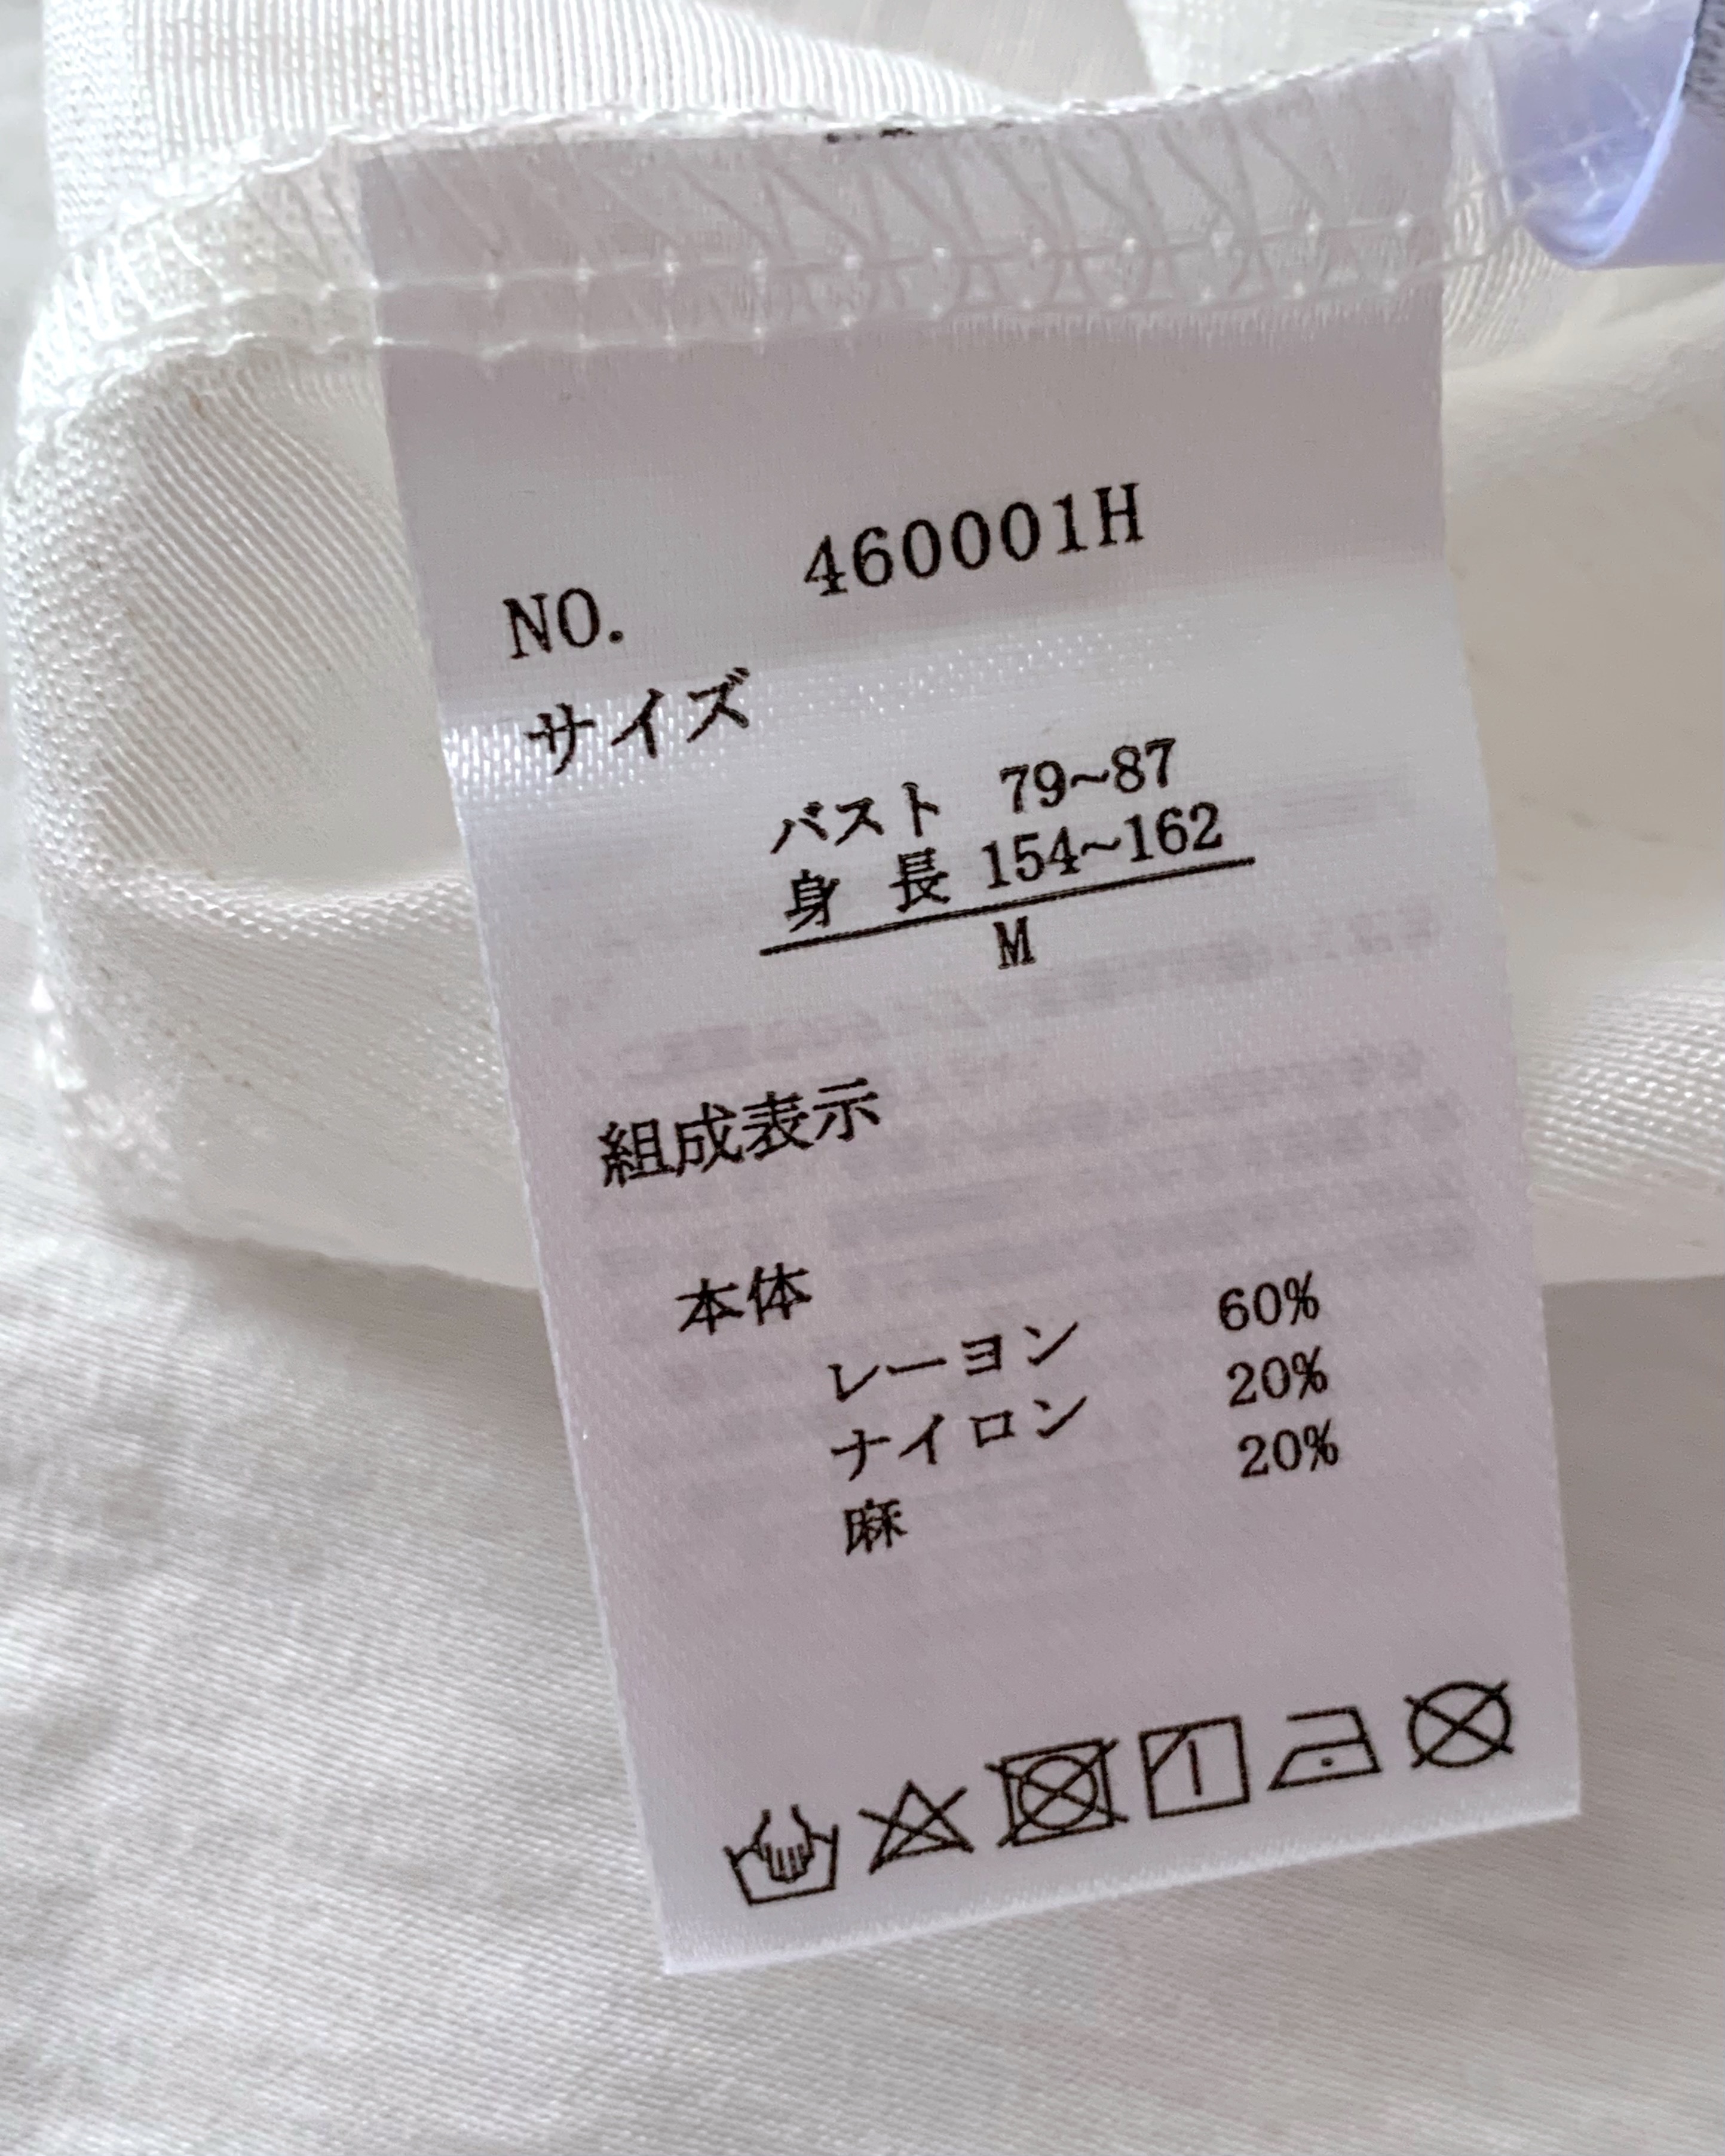 NO. 460001H
サイズ
バスト 79~87
身 長 154~162
M
組成表示
本体
レーヨン 60%
ナイロン 20%
麻 20%